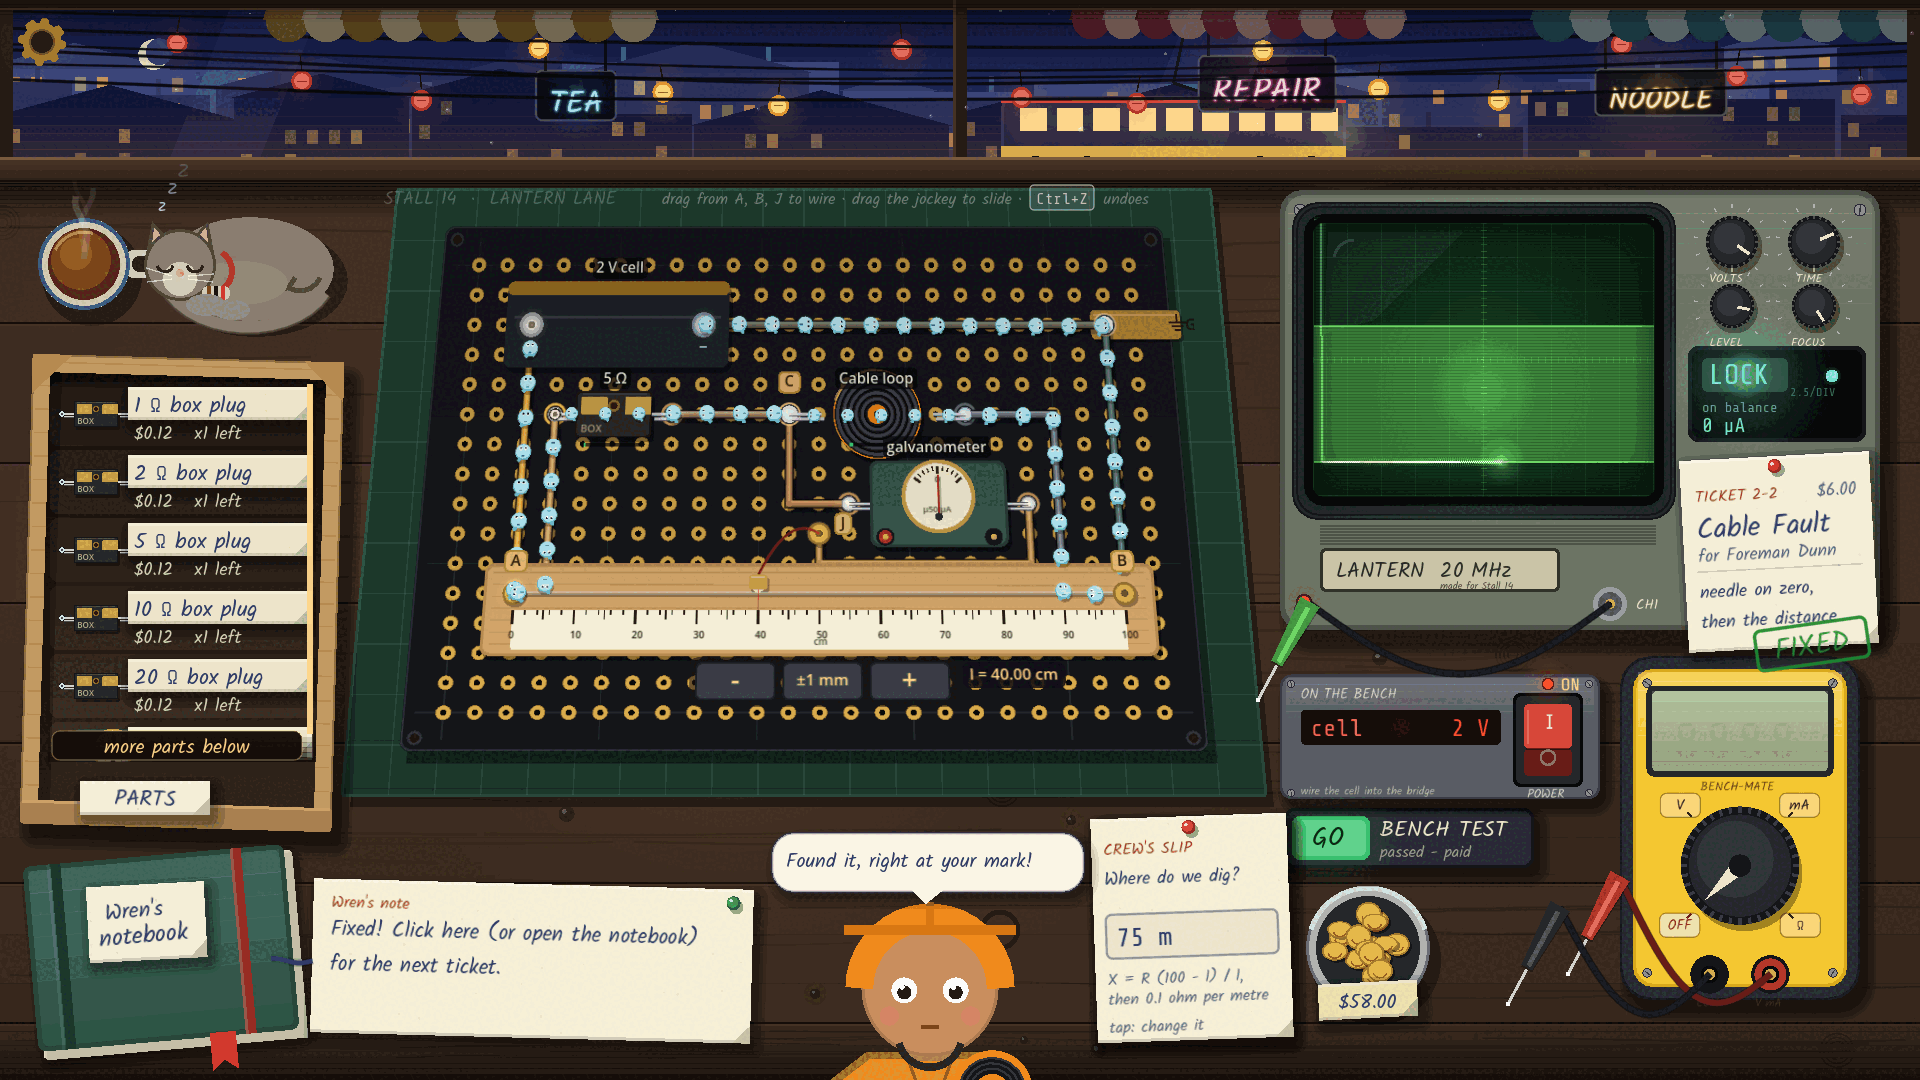 TEA
REPAIR
NOODLE
STALL 14 · LANTERN LANE
drag from A, B, J to wire · drag the jockey to slide · Ctrl+Z undoes
z
z
z
2 V cell
-
G
5 Ω
BOX
C
Cable loop
galvanometer
0
J
A
B
0 10 20 30 40 50 60 70 80 90 100
cm
-
±1 mm
+
l = 40.00 cm
1 Ω box plug
BOX
$0.12 x1 left
2 Ω box plug
BOX
$0.12 x1 left
5 Ω box plug
BOX
$0.12 x1 left
10 Ω box plug
BOX
$0.12 x1 left
20 Ω box plug
BOX
$0.12 x1 left
more parts below
PARTS
VOLTS
TIME
LEVEL
FOCUS
LOCK
2.5/DIV
on balance
0 µA
LANTERN 20 MHz
made for Stall 14
CH1
TICKET 2-2 $6.00
Cable Fault
for Foreman Dunn
needle on zero,
then the distance
FIXED
ON THE BENCH
ON
cell 2 V
I
wire the cell into the bridge
POWER
GO
BENCH TEST
passed - paid
BENCH-MATE
V
mA
OFF
Ω
Wren's
notebook
Wren's note
Fixed! Click here (or open the notebook)
for the next ticket.
Found it, right at your mark!
CREW'S SLIP
Where do we dig?
75 m
X = R (100 - l) / l,
then 0.1 ohm per metre
tap: change it
$58.00